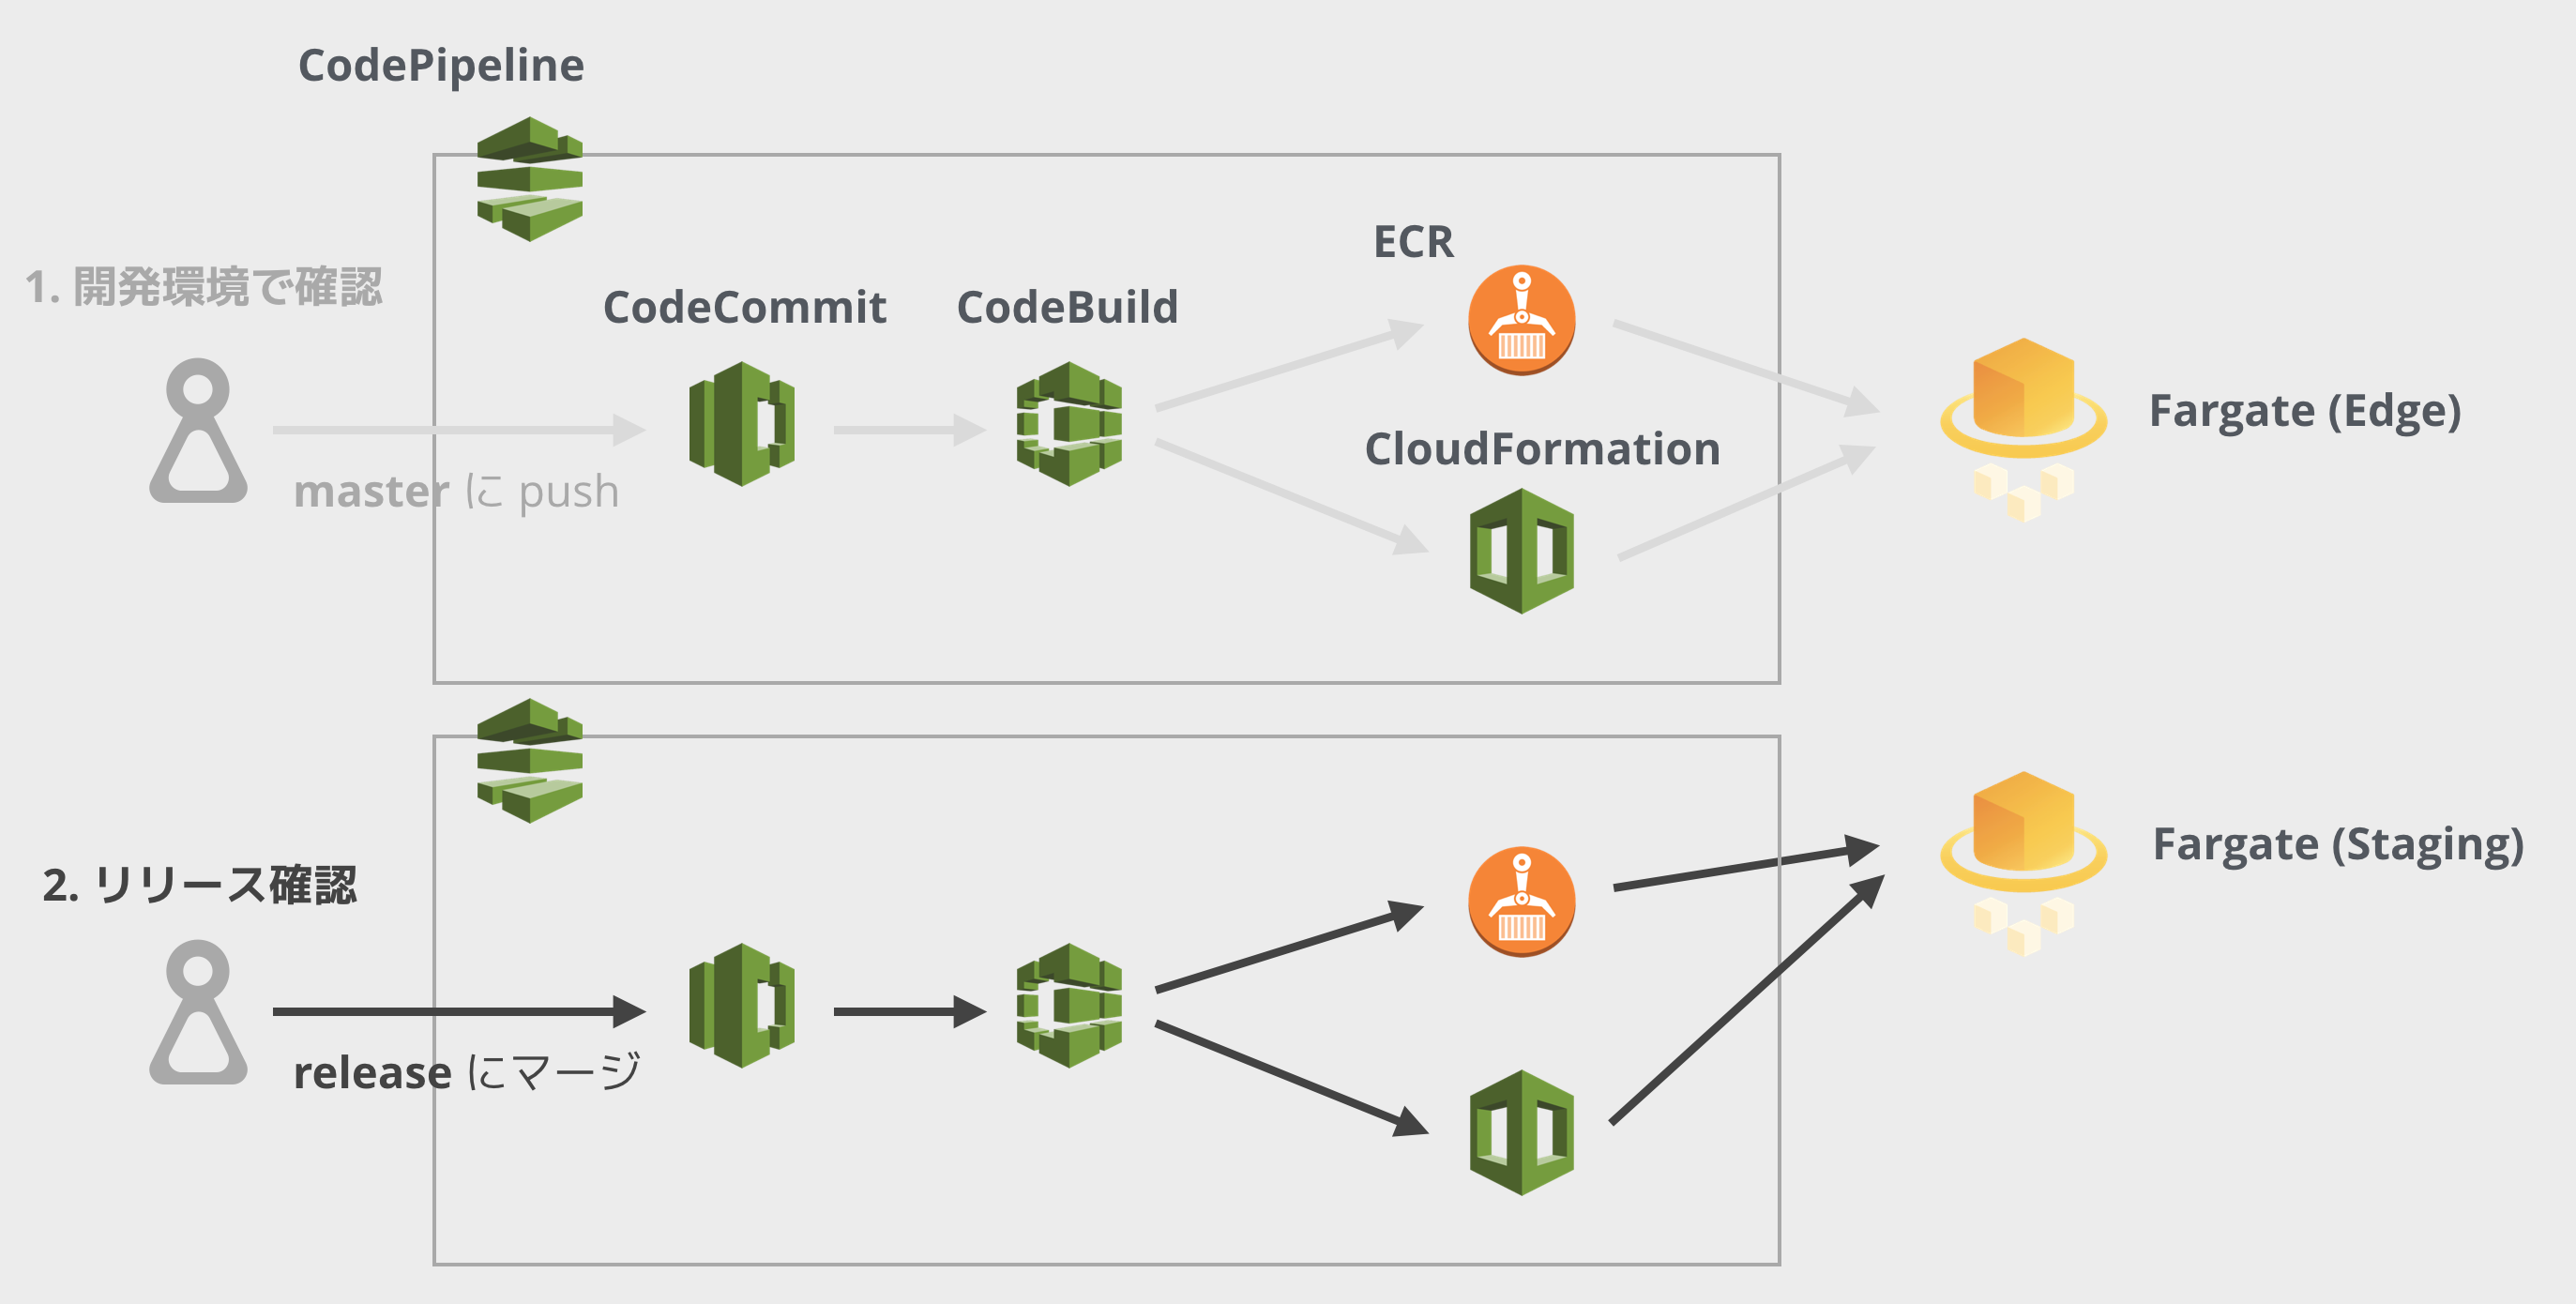 CodePipeline
1. 開発環境で確認
CodeCommit
CodeBuild
ECR
CloudFormation
Fargate (Edge)
master に push
2. リリース確認
Fargate (Staging)
release にマージ